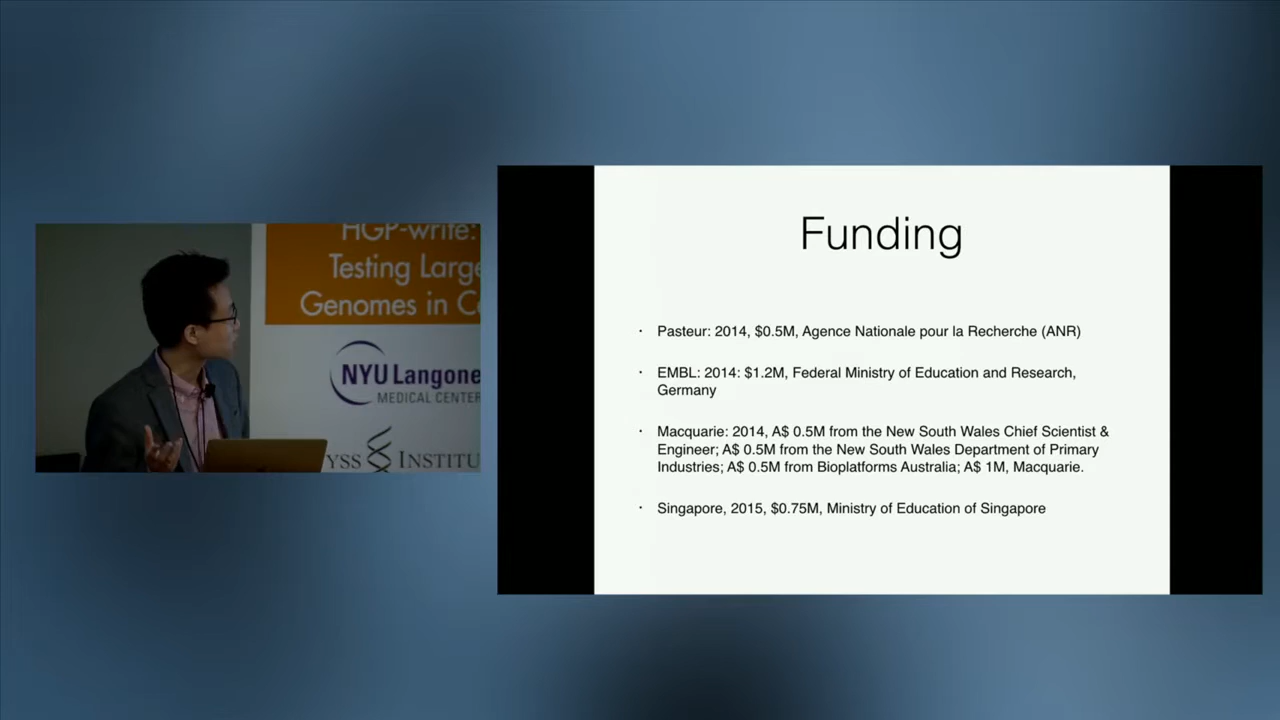 HGP-write:
Testing Large
Genomes in
NYU Langone
MEDICAL CENTER
YSS INSTITU
Funding
· Pasteur: 2014, $0.5M, Agence Nationale pour la Recherche (ANR)
· EMBL: 2014: $1.2M, Federal Ministry of Education and Research,
Germany
· Macquarie: 2014, A$ 0.5M from the New South Wales Chief Scientist &
Engineer; A$ 0.5M from the New South Wales Department of Primary
Industries; A$ 0.5M from Bioplatforms Australia; A$ 1M, Macquarie.
· Singapore, 2015, $0.75M, Ministry of Education of Singapore